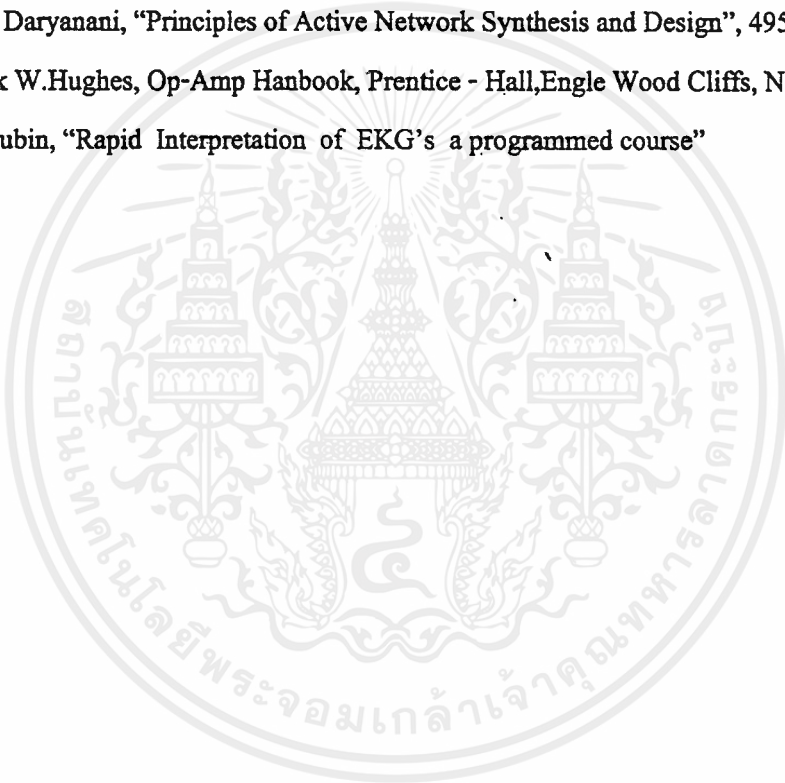 Daryanani, “Principles of Active Network Synthesis and Design”, 495
W.Hughes, Op-Amp Hanbook, Prentice - Hall,Engle Wood Cliffs, N
ubin, “Rapid Interpretation of EKG’s a programmed course”
สถาบันเทคโนโลยีพระจอมเกล้าเจ้าคุณทหารลาดกระบัง